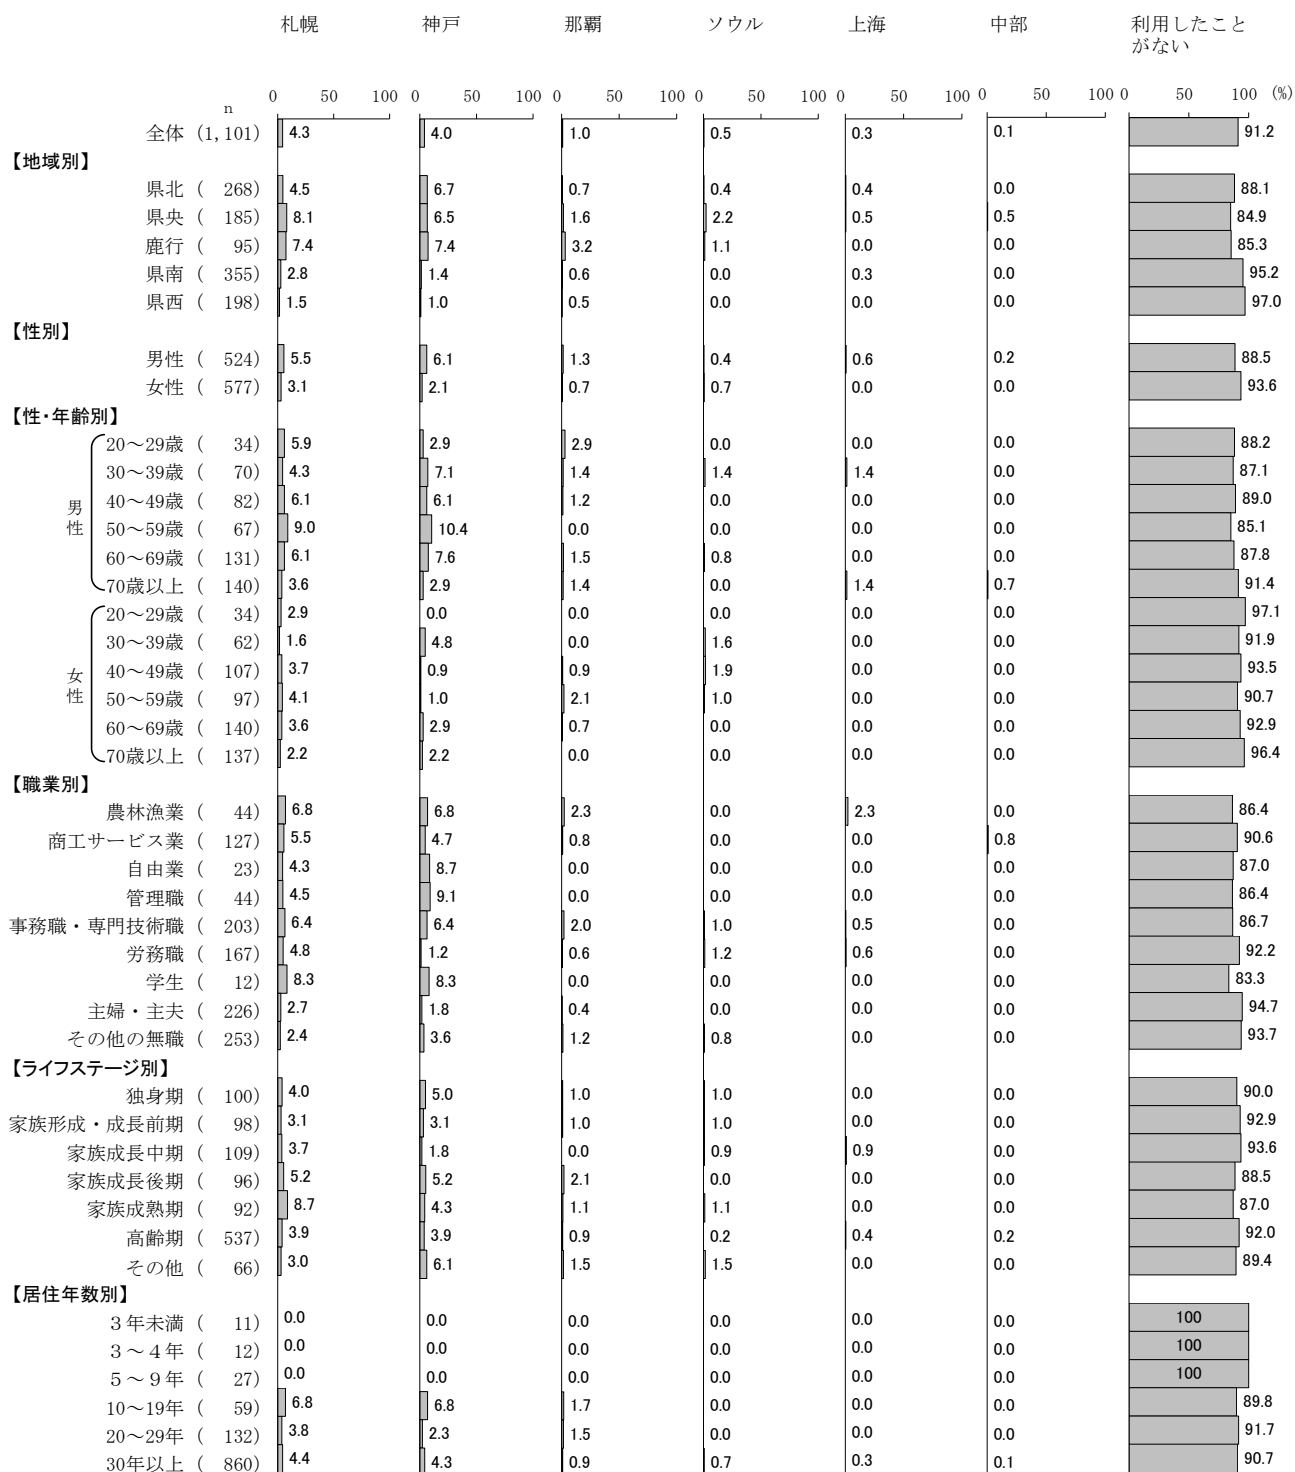 札幌 神戸 那覇 ソウル 上海 中部 利用したこと
がない
n 0 50 100 0 50 100 0 50 100 0 50 100 0 50 100 0 50 100 0 50 100 (%)
全体 (1,101) 4.3 4.0 1.0 0.5 0.3 0.1 91.2
【地域別】
県北 ( 268) 4.5 6.7 0.7 0.4 0.4 0.0 88.1
県央 ( 185) 8.1 6.5 1.6 2.2 0.5 0.5 84.9
鹿行 ( 95) 7.4 7.4 3.2 1.1 0.0 0.0 85.3
県南 ( 355) 2.8 1.4 0.6 0.0 0.3 0.0 95.2
県西 ( 198) 1.5 1.0 0.5 0.0 0.0 0.0 97.0
【性別】
男性 ( 524) 5.5 6.1 1.3 0.4 0.6 0.2 88.5
女性 ( 577) 3.1 2.1 0.7 0.7 0.0 0.0 93.6
【性・年齢別】
男性
20～29歳 ( 34) 5.9 2.9 2.9 0.0 0.0 0.0 88.2
30～39歳 ( 70) 4.3 7.1 1.4 1.4 1.4 0.0 87.1
40～49歳 ( 82) 6.1 6.1 1.2 0.0 0.0 0.0 89.0
50～59歳 ( 67) 9.0 10.4 0.0 0.0 0.0 0.0 85.1
60～69歳 ( 131) 6.1 7.6 1.5 0.8 0.0 0.0 87.8
70歳以上 ( 140) 3.6 2.9 1.4 0.0 1.4 0.7 91.4
女性
20～29歳 ( 34) 2.9 0.0 0.0 0.0 0.0 0.0 97.1
30～39歳 ( 62) 1.6 4.8 0.0 1.6 0.0 0.0 91.9
40～49歳 ( 107) 3.7 0.9 0.9 1.9 0.0 0.0 93.5
50～59歳 ( 97) 4.1 1.0 2.1 1.0 0.0 0.0 90.7
60～69歳 ( 140) 3.6 2.9 0.7 0.0 0.0 0.0 92.9
70歳以上 ( 137) 2.2 2.2 0.0 0.0 0.0 0.0 96.4
【職業別】
農林漁業 ( 44) 6.8 6.8 2.3 0.0 2.3 0.0 86.4
商工サービス業 ( 127) 5.5 4.7 0.8 0.0 0.0 0.8 90.6
自由業 ( 23) 4.3 8.7 0.0 0.0 0.0 0.0 87.0
管理職 ( 44) 4.5 9.1 0.0 0.0 0.0 0.0 86.4
事務職・専門技術職 ( 203) 6.4 6.4 2.0 1.0 0.5 0.0 86.7
労務職 ( 167) 4.8 1.2 0.6 1.2 0.6 0.0 92.2
学生 ( 12) 8.3 8.3 0.0 0.0 0.0 0.0 83.3
主婦・主夫 ( 226) 2.7 1.8 0.4 0.0 0.0 0.0 94.7
その他の無職 ( 253) 2.4 3.6 1.2 0.8 0.0 0.0 93.7
【ライフステージ別】
独身期 ( 100) 4.0 5.0 1.0 1.0 0.0 0.0 90.0
家族形成・成長前期 ( 98) 3.1 3.1 1.0 1.0 0.0 0.0 92.9
家族成長中期 ( 109) 3.7 1.8 0.0 0.9 0.9 0.0 93.6
家族成長後期 ( 96) 5.2 5.2 2.1 0.0 0.0 0.0 88.5
家族成熟期 ( 92) 8.7 4.3 1.1 1.1 0.0 0.0 87.0
高齢期 ( 537) 3.9 3.9 0.9 0.2 0.4 0.2 92.0
その他 ( 66) 3.0 6.1 1.5 1.5 0.0 0.0 89.4
【居住年数別】
３年未満 ( 11) 0.0 0.0 0.0 0.0 0.0 0.0 100
３～４年 ( 12) 0.0 0.0 0.0 0.0 0.0 0.0 100
５～９年 ( 27) 0.0 0.0 0.0 0.0 0.0 0.0 100
10～19年 ( 59) 6.8 6.8 1.7 0.0 0.0 0.0 89.8
20～29年 ( 132) 3.8 2.3 1.5 0.0 0.0 0.0 91.7
30年以上 ( 860) 4.4 4.3 0.9 0.7 0.3 0.1 90.7